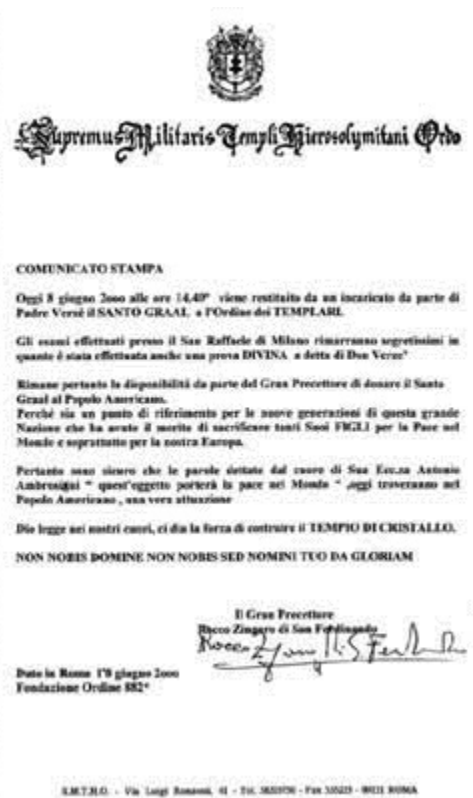 Supremus Militaris Templi Hierosolymitani Ordo
COMUNICATO STAMPA
Oggi 8 giugno 2ooo alle ore 14,40° viene restituito da un incaricato da parte di
Padre Verzè il SANTO GRAAL a l'Ordine dei TEMPLARI.
Gli esami effettuati presso il San Raffaele di Milano rimarranno segretissimi in
quanto è stata effettuata anche una prova DIVINA a detta di Don Verze°
Rimane pertanto la disponibilità da parte del Gran Precettore di donare il Santo
Graal al Popolo Americano.
Perché sia un punto di riferimento per le nuove generazioni di questa grande
Nazione che ha avuto il merito di sacrificare tanti Suoi FIGLI per la Pace nel
Mondo e soprattutto per la nostra Europa.
Pertanto sono sicuro che le parole dettate dal cuore di Sua Ecc.za Antonio
Ambrosini " quest'oggetto porterà la pace nel Mondo " ,oggi troveranno nel
Popolo Americano , una vera attuazione
Dio legge nei nostri cuori, ci dia la forza di costruire il TEMPIO DI CRISTALLO.
NON NOBIS DOMINE NON NOBIS SED NOMINI TUO DA GLORIAM
Il Gran Precettore
Rocco Zingaro di San Ferdinando
Dato in Roma l'8 giugno 2ooo
Fondazione Ordine 882°
S.M.T.H.O. - Via Luigi 41 - Tel. - Fax - ROMA